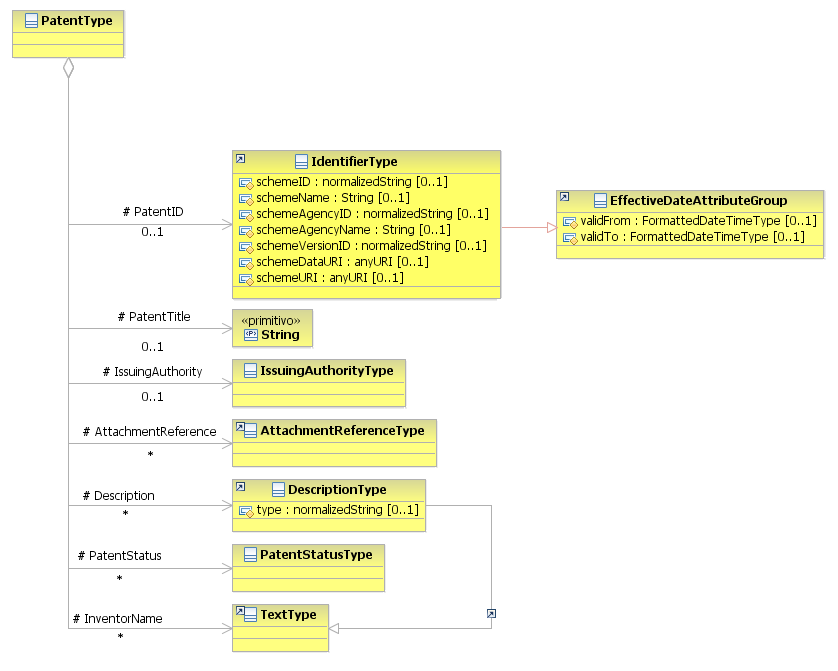 PatentType
# PatentID
0..1
IdentifierType
schemeID : normalizedString [0..1]
schemeName : String [0..1]
schemeAgencyID : normalizedString [0..1]
schemeAgencyName : String [0..1]
schemeVersionID : normalizedString [0..1]
schemeDataURI : anyURI [0..1]
schemeURI : anyURI [0..1]
EffectiveDateAttributeGroup
validFrom : FormattedDateTimeType [0..1]
validTo : FormattedDateTimeType [0..1]
# PatentTitle
0..1
«primitivo»
<P> String
# IssuingAuthority
0..1
IssuingAuthorityType
# AttachmentReference
*
AttachmentReferenceType
# Description
*
DescriptionType
type : normalizedString [0..1]
# PatentStatus
*
PatentStatusType
# InventorName
*
TextType